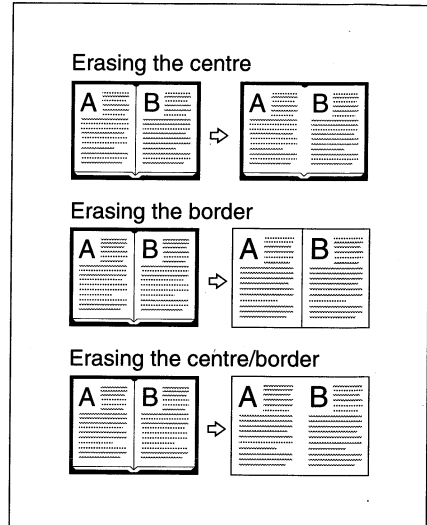 Erasing the centre
A B A B
Erasing the border
A B A B
Erasing the centre/border
A B A B